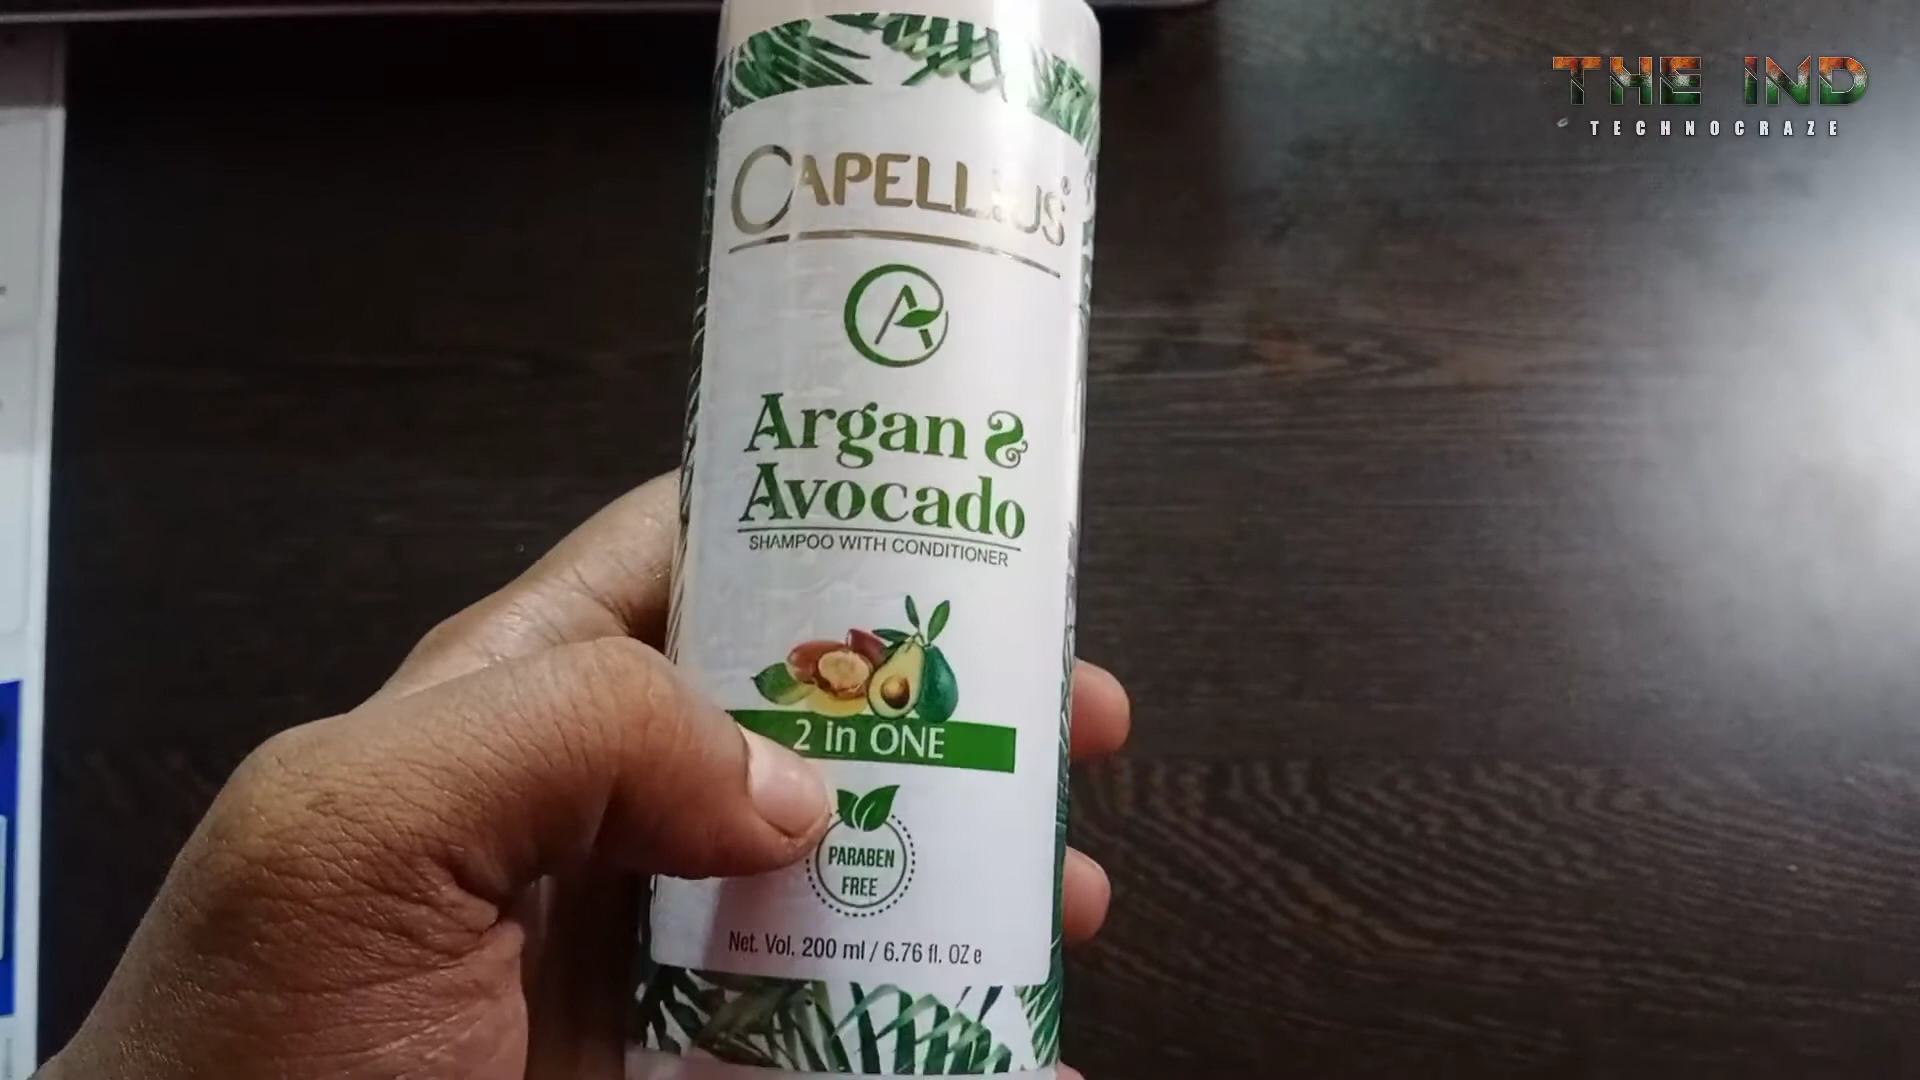 THE IND
TECHNOCRAZE
CAPELLIUS®
Argan &
Avocado
SHAMPOO WITH CONDITIONER
2 in ONE
PARABEN
FREE
Net. Vol. 200 ml / 6.76 fl. OZ e